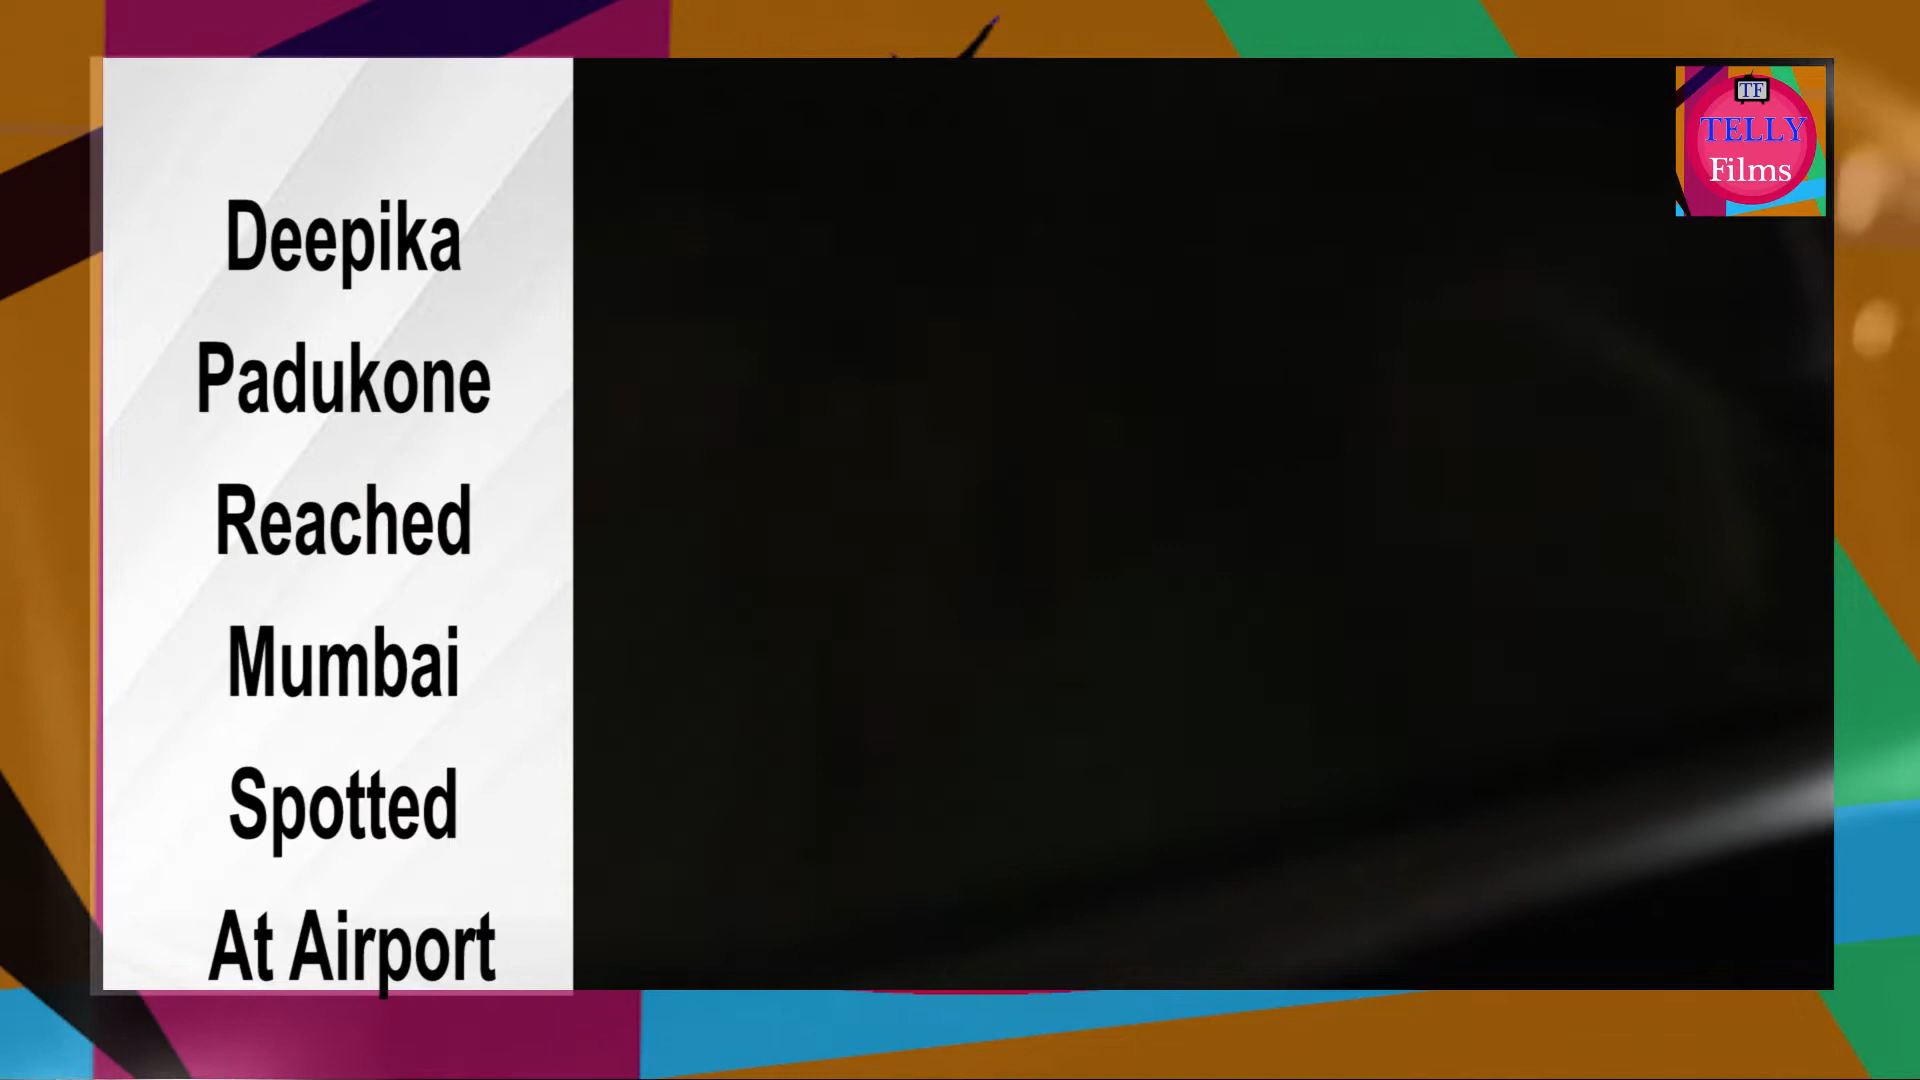 Deepika
Padukone
Reached
Mumbai
Spotted
At Airport
TF
TELLY
Films